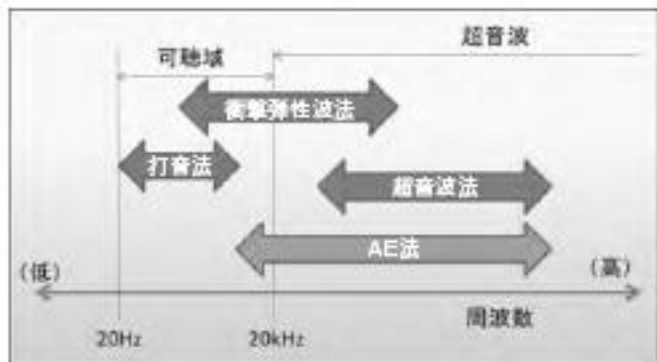 超音波
可聴域
衝撃弾性波法
打音法
超音波法
AE法
(低)
(高)
周波数
20Hz
20kHz